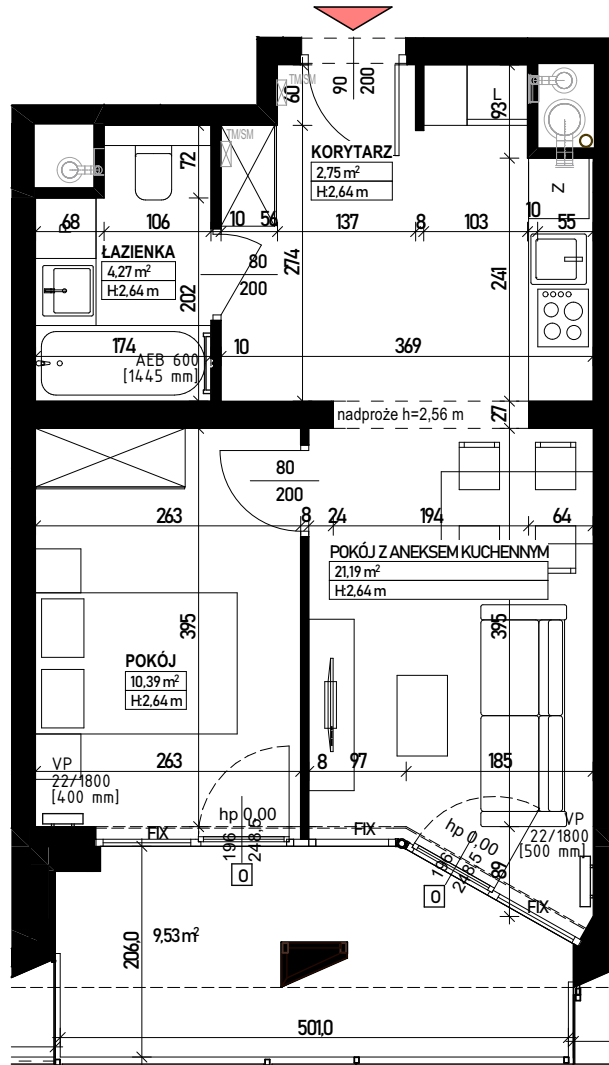 90
200
60
TM/SM
93
TM/SM
KORYTARZ
2,75 m²
H:2,64 m
72
Z
68
106
10
56
137
8
103
10
55
ŁAZIENKA
4,27 m²
H:2,64 m
80
200
274
241
202
174
AEB 600
[1445 mm]
10
369
nadproże h=2,56 m
27
80
200
263
8
24
194
64
POKÓJ Z ANEKSEM KUCHENNYM
21,19 m²
H:2,64 m
395
395
POKÓJ
10,39 m²
H:2,64 m
VP
22/1800
[400 mm]
263
8
97
185
hp 0,00
FIX
196
248,5
O
FIX
hp 0,00
196
248,5
O
89
VP
22/1800
[500 mm]
FIX
206,0
9,53 m²
501,0